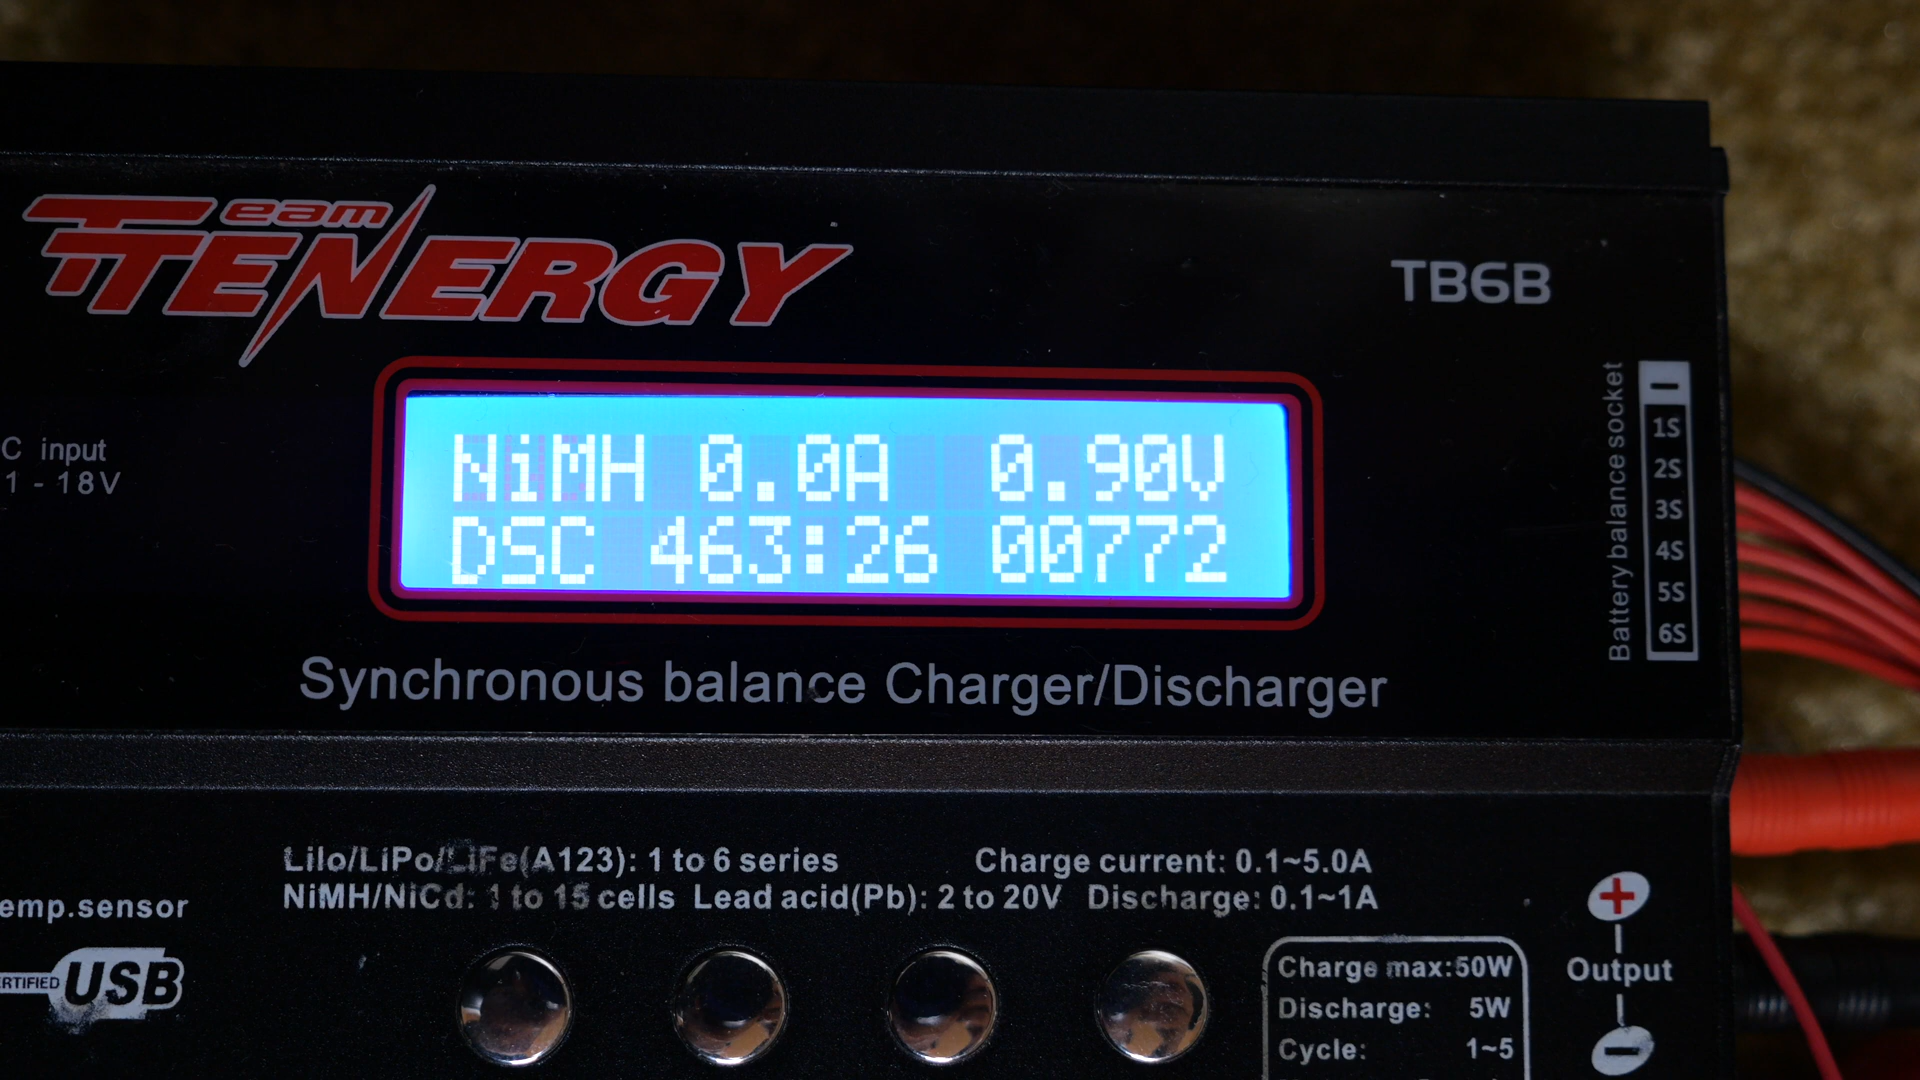 Team TENERGY
TB6B
C input
1 - 18V
NiMH 0.0A 0.90V
DSC 463:26 00772
Battery balance socket
−
1S
2S
3S
4S
5S
6S
Synchronous balance Charger/Discharger
LiIo/LiPo/LiFe(A123): 1 to 6 series Charge current: 0.1~5.0A
NiMH/NiCd: 1 to 15 cells Lead acid(Pb): 2 to 20V Discharge: 0.1~1A
emp.sensor
ERTIFIED USB
Charge max:50W
Discharge: 5W
Cycle: 1~5
+
Output
−